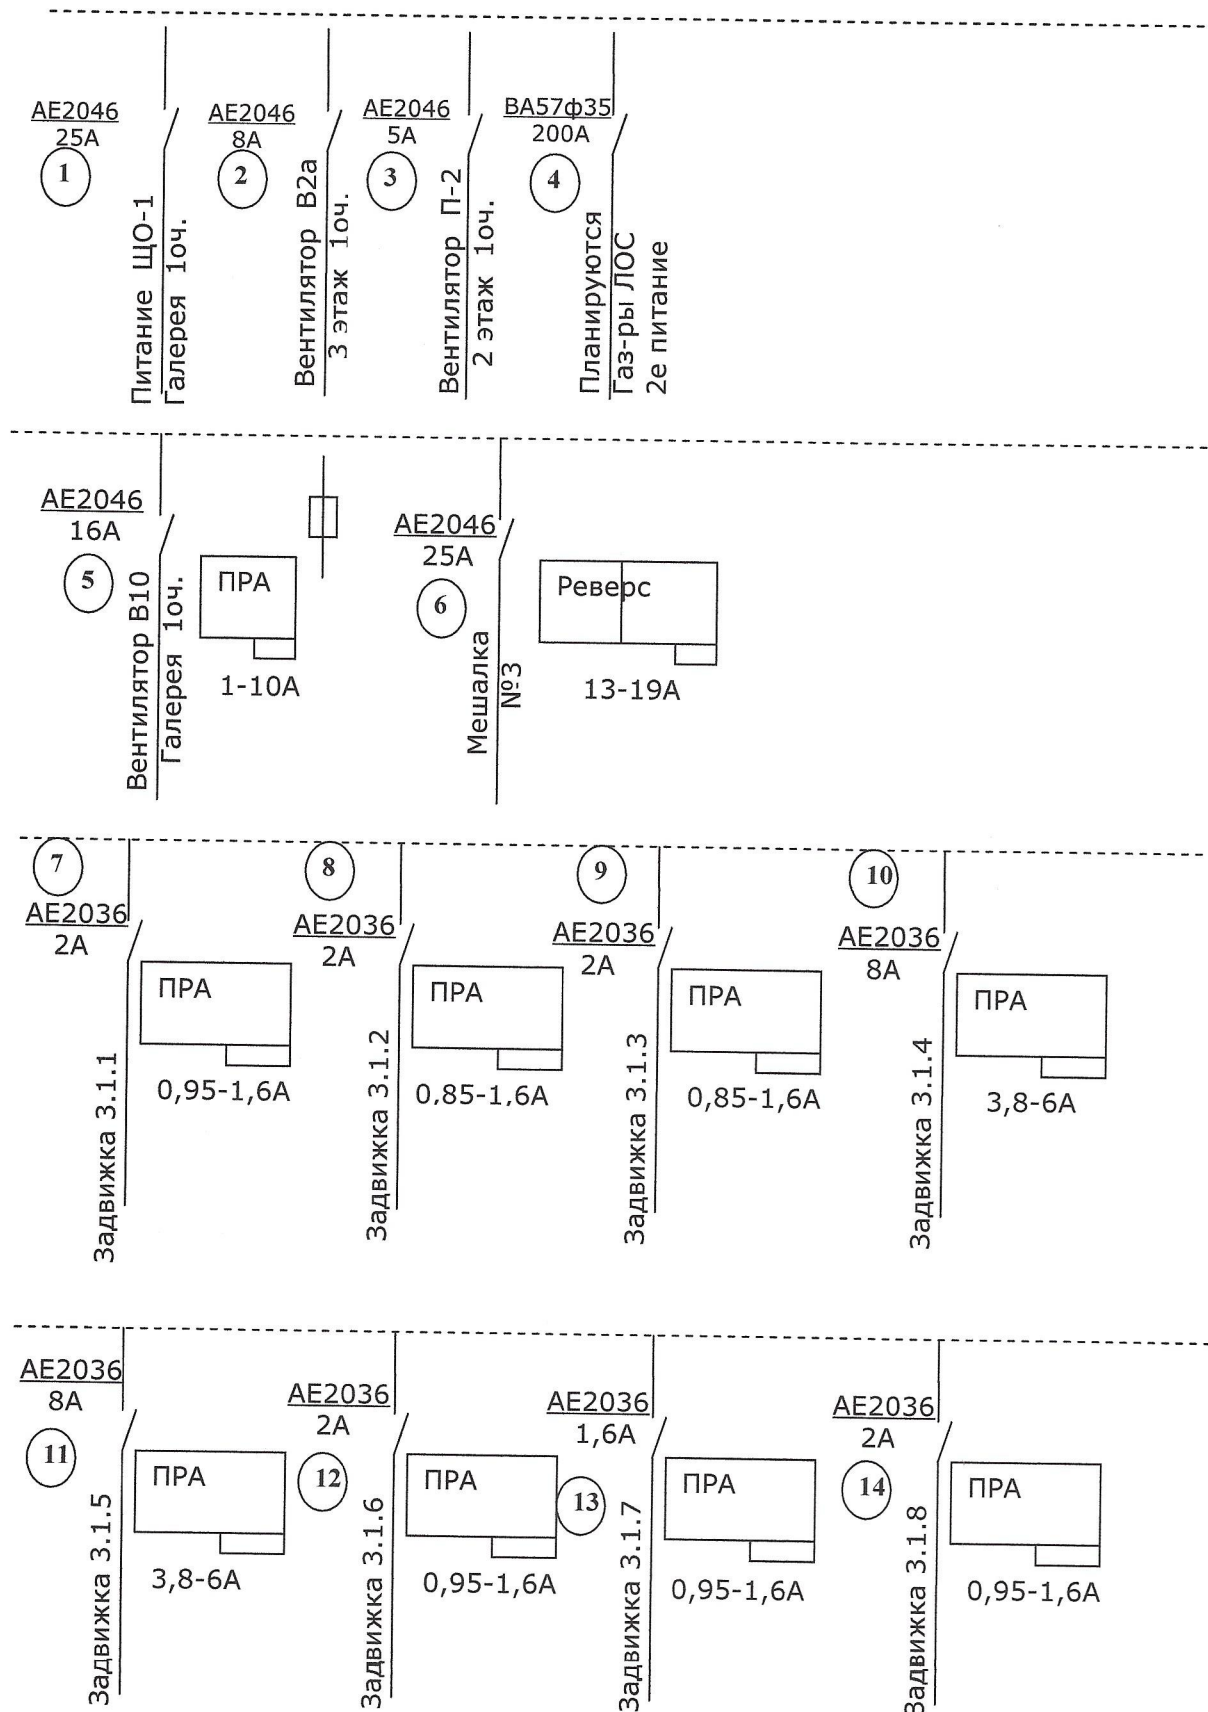 АЕ2046
25А
1
Питание ЩО-1
Галерея 1оч.
АЕ2046
8А
2
Вентилятор В2а
3 этаж 1оч.
АЕ2046
5А
3
Вентилятор П-2
2 этаж 1оч.
ВА57ф35
200А
4
Планируются
Газ-ры ЛОС
2е питание
АЕ2046
16А
5
Вентилятор В10
Галерея 1оч.
ПРА
1-10А
АЕ2046
25А
6
Мешалка
№3
Реверс
13-19А
7
АЕ2036
2А
Задвижка 3.1.1
ПРА
0,95-1,6А
8
АЕ2036
2А
Задвижка 3.1.2
ПРА
0,85-1,6А
9
АЕ2036
2А
Задвижка 3.1.3
ПРА
0,85-1,6А
10
АЕ2036
8А
Задвижка 3.1.4
ПРА
3,8-6А
АЕ2036
8А
11
Задвижка 3.1.5
ПРА
3,8-6А
АЕ2036
2А
12
Задвижка 3.1.6
ПРА
0,95-1,6А
АЕ2036
1,6А
13
Задвижка 3.1.7
ПРА
0,95-1,6А
АЕ2036
2А
14
Задвижка 3.1.8
ПРА
0,95-1,6А